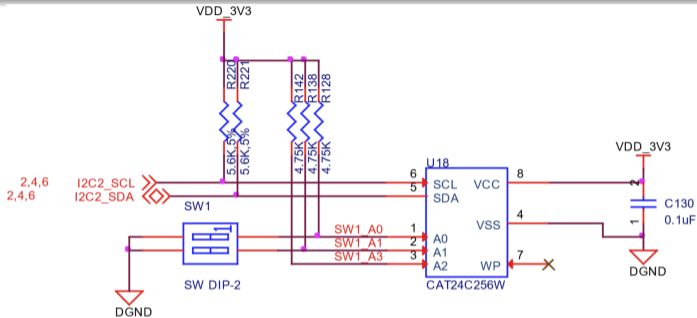 VDD_3V3
R220
R221
R142
R138
R128
5.6K,5%
5.6K,5%
4.75K
4.75K
4.75K
U18
VDD_3V3
2,4,6 I2C2_SCL
2,4,6 I2C2_SDA
6 SCL VCC 8
5 SDA
2
C130
0.1uF
1
SW1
VSS 4
SW1_A0 1 A0
SW1_A1 2 A1
SW1_A3 3 A2
WP 7
1
DGND
SW DIP-2
CAT24C256W
DGND